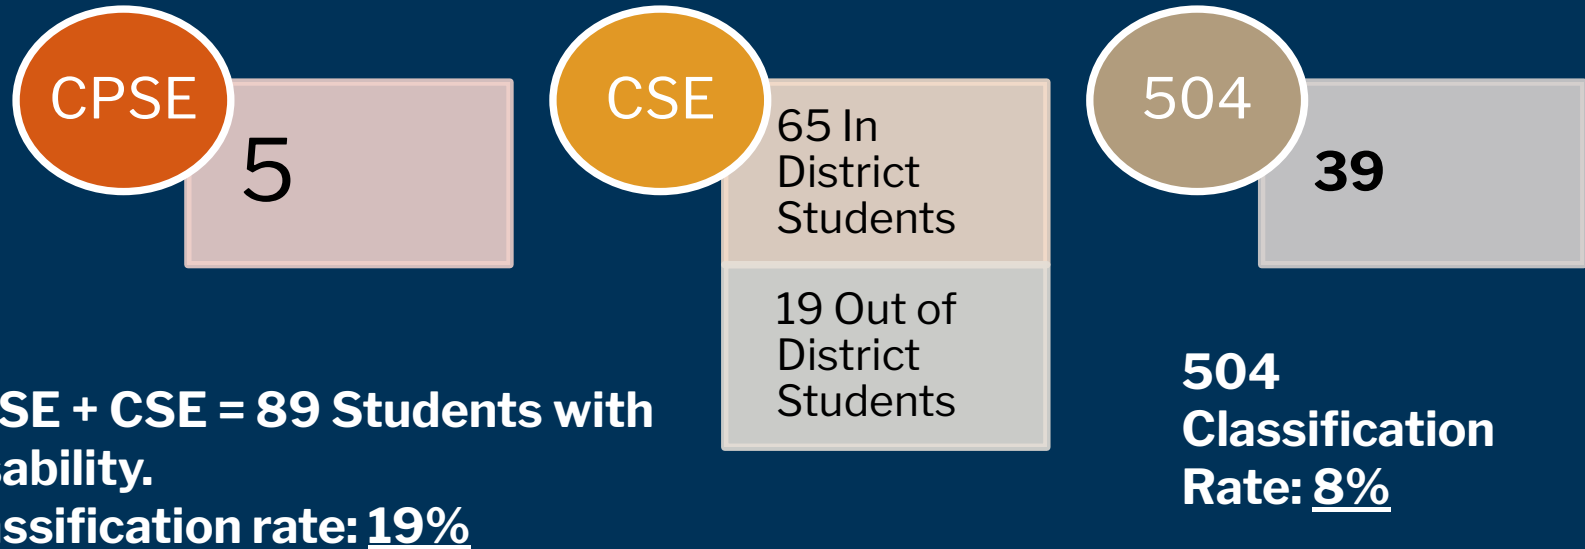 CPSE
5
CSE
65 In
District
Students
19 Out of
District
Students
504
39
SE + CSE = 89 Students with
ability.
ssification rate: 19%
504
Classification
Rate: 8%